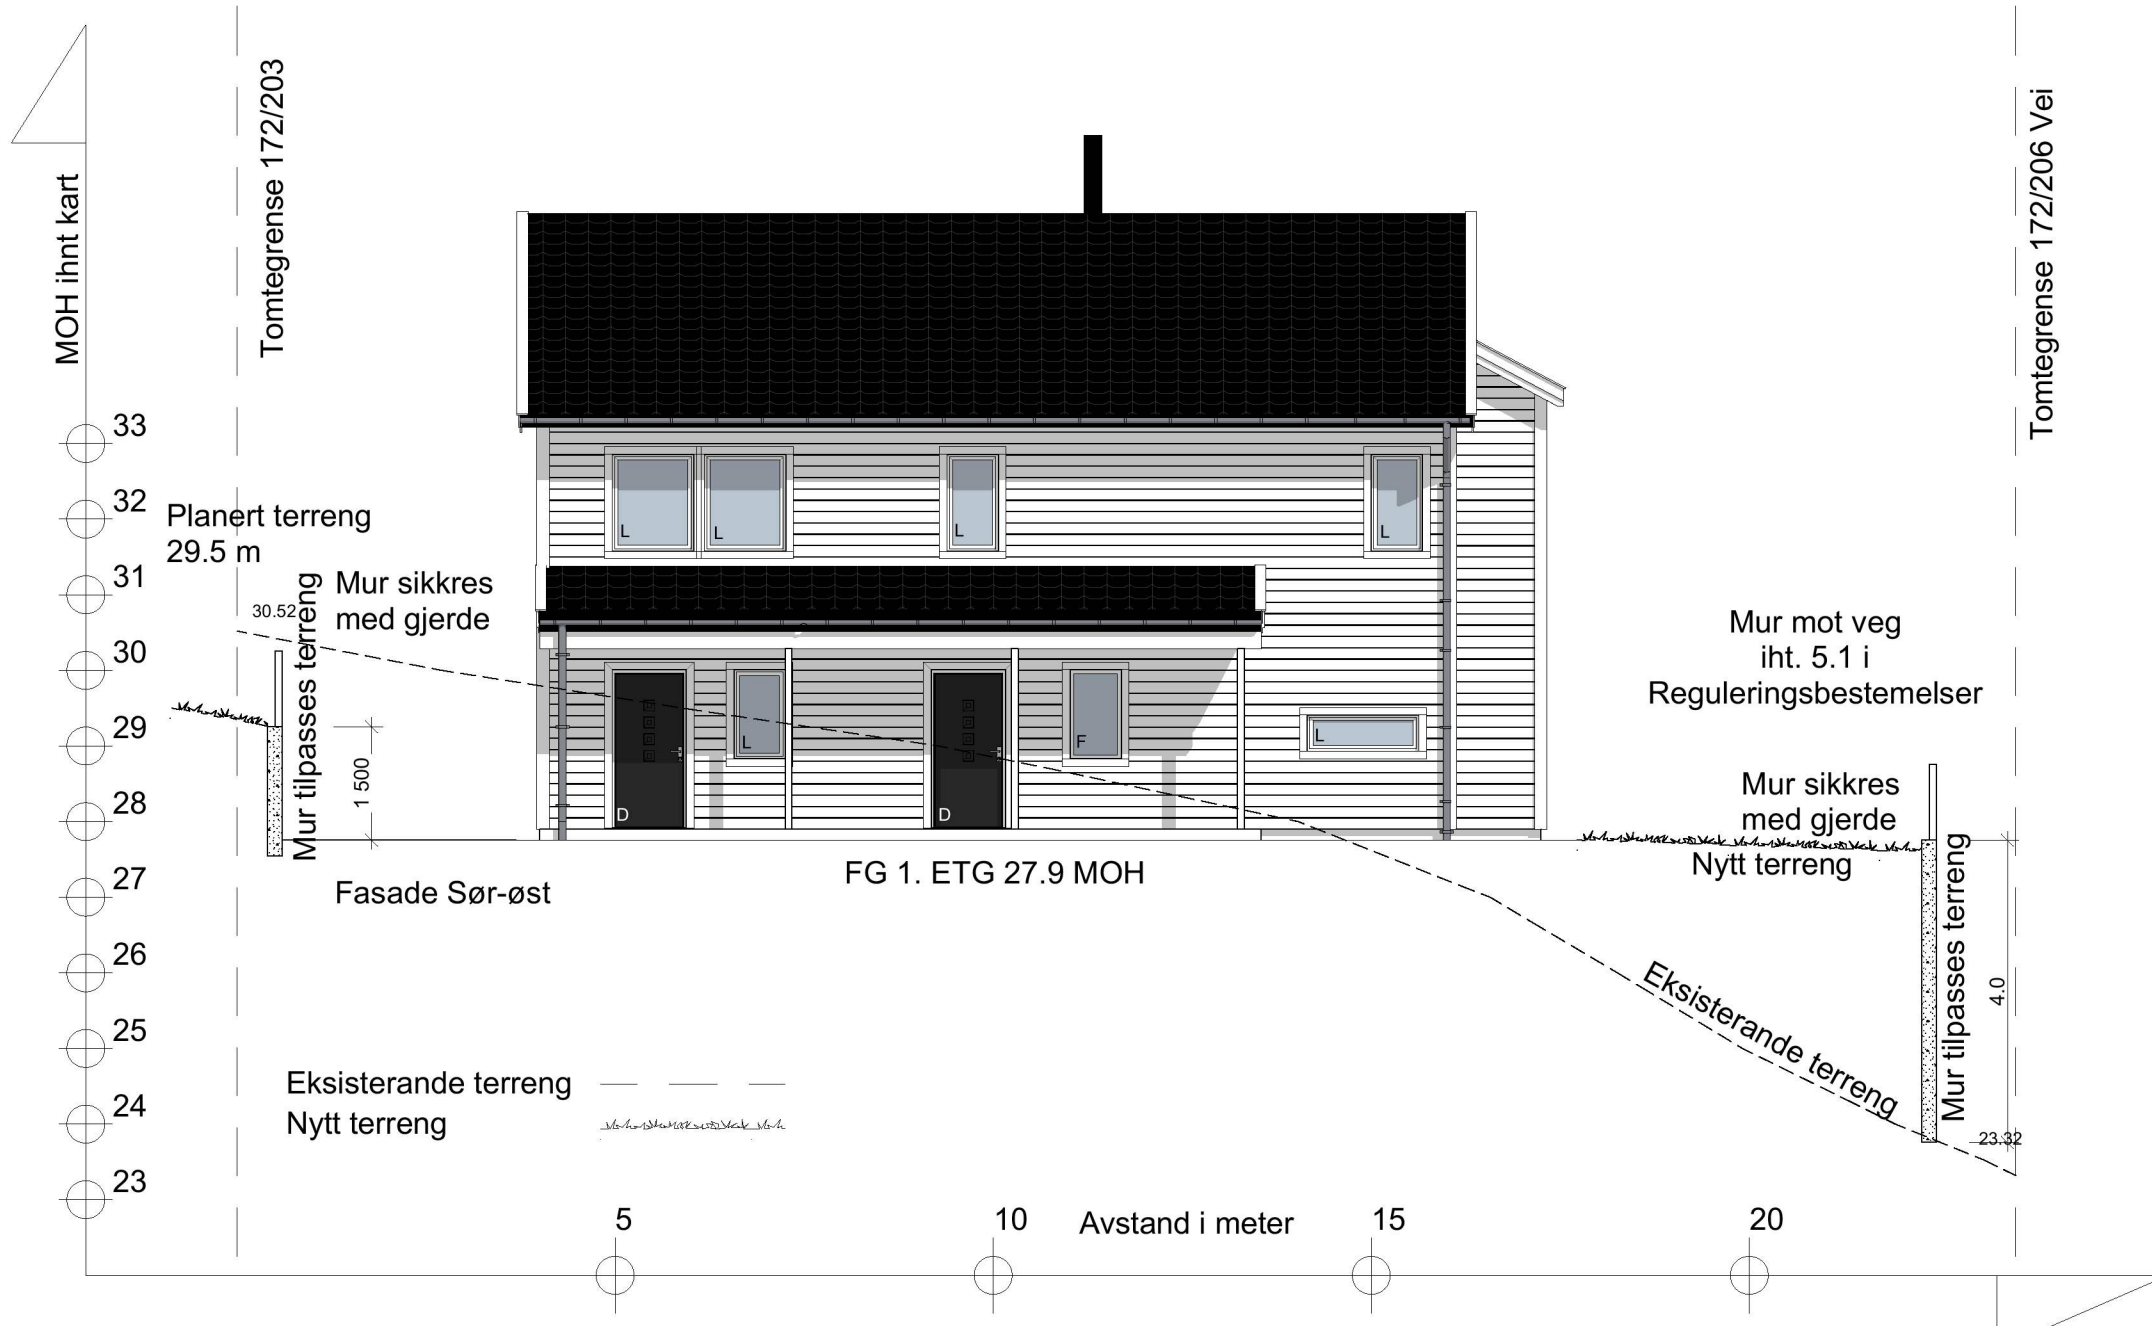 MOH ihnt kart
Tomtegrense 172/203
Tomtegrense 172/206 Vei
33
32
31
30
29
28
27
26
25
24
23
Planert terreng
29.5 m
30.52
Mur sikkres
med gjerde
Mur tilpasses terreng
1 500
L
L
L
L
D
L
D
F
L
Mur mot veg
iht. 5.1 i
Reguleringsbestemelser
Mur sikkres
med gjerde
Nytt terreng
Fasade Sør-øst
FG 1. ETG 27.9 MOH
Eksisterande terreng
Mur tilpasses terreng
4.0
23.32
Eksisterande terreng
Nytt terreng
5
10
Avstand i meter
15
20